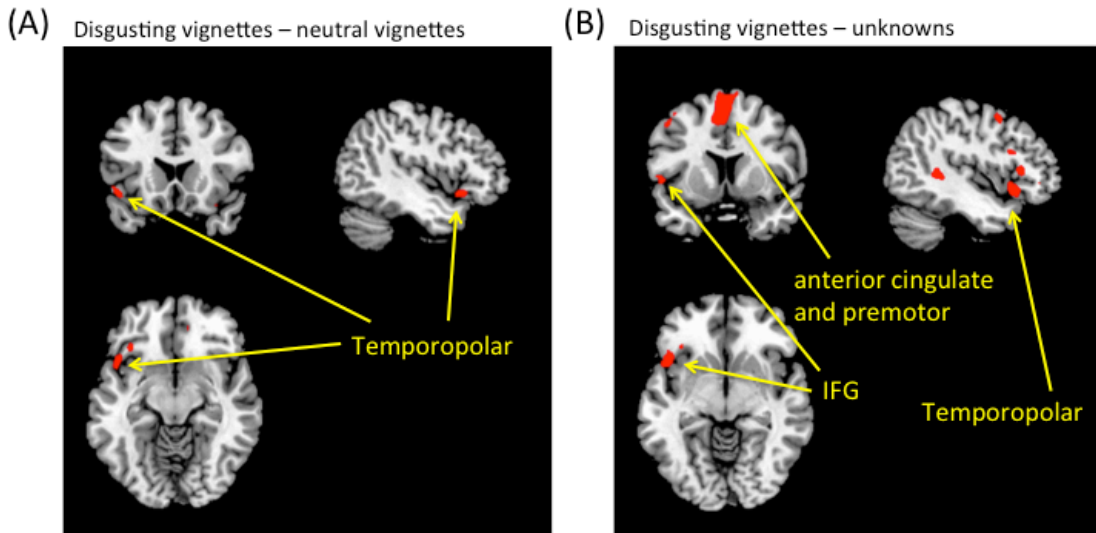 (A)
Disgusting vignettes – neutral vignettes
Temporopolar
(B)
Disgusting vignettes – unknowns
anterior cingulate
and premotor
IFG
Temporopolar